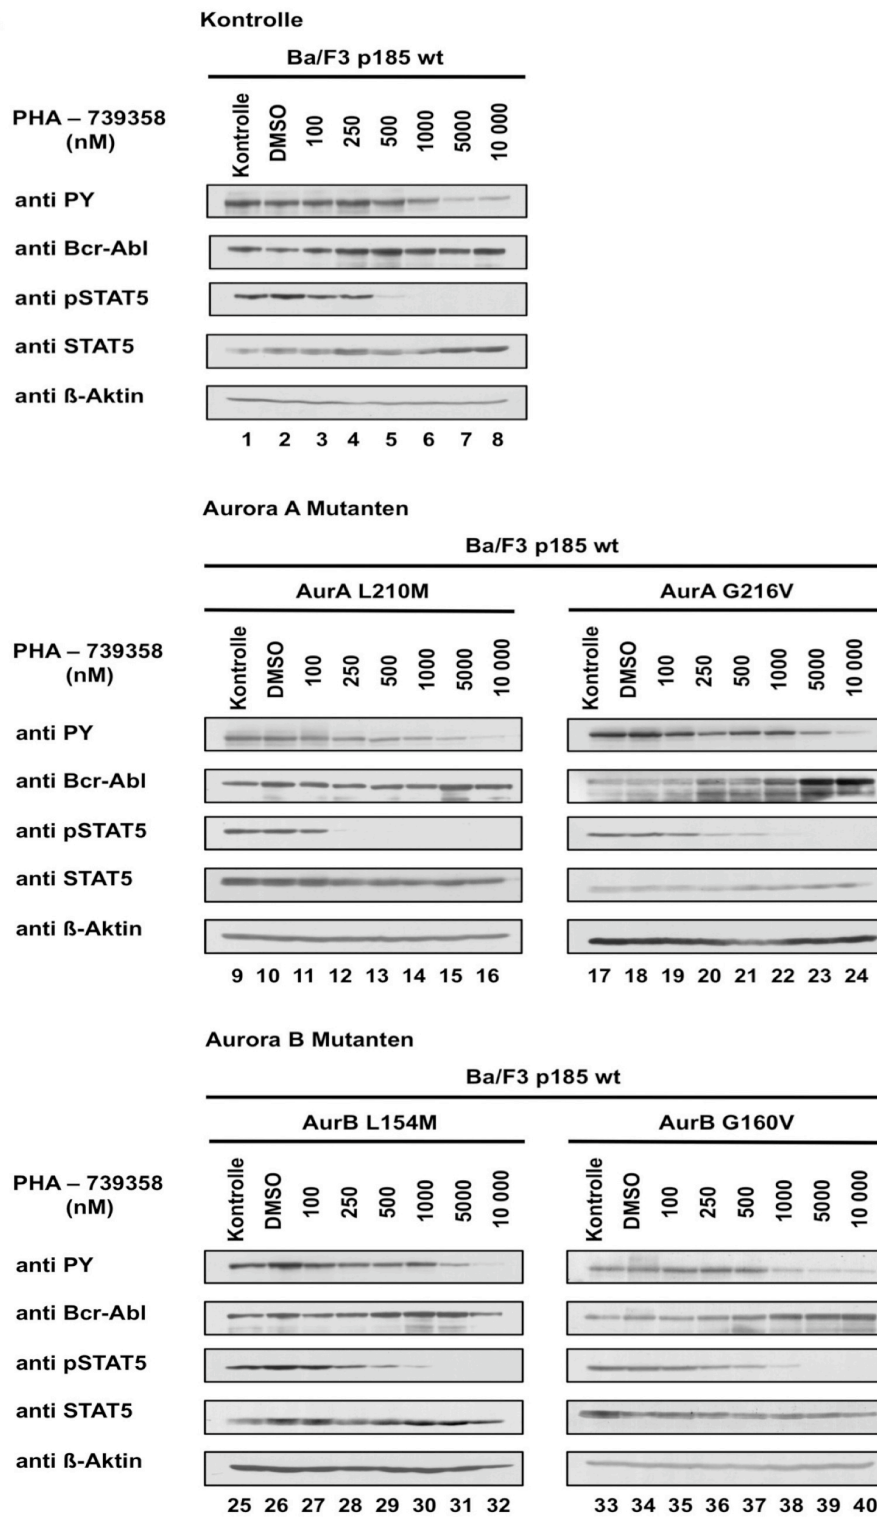 Kontrolle
Ba/F3 p185 wt
PHA – 739358
(nM)
Kontrolle DMSO 100 250 500 1000 5000 10 000
anti PY
anti Bcr-Abl
anti pSTAT5
anti STAT5
anti ß-Aktin
1 2 3 4 5 6 7 8
Aurora A Mutanten
Ba/F3 p185 wt
AurA L210M AurA G216V
PHA – 739358
(nM)
Kontrolle DMSO 100 250 500 1000 5000 10 000 Kontrolle DMSO 100 250 500 1000 5000 10 000
anti PY
anti Bcr-Abl
anti pSTAT5
anti STAT5
anti ß-Aktin
9 10 11 12 13 14 15 16 17 18 19 20 21 22 23 24
Aurora B Mutanten
Ba/F3 p185 wt
AurB L154M AurB G160V
PHA – 739358
(nM)
Kontrolle DMSO 100 250 500 1000 5000 10 000 Kontrolle DMSO 100 250 500 1000 5000 10 000
anti PY
anti Bcr-Abl
anti pSTAT5
anti STAT5
anti ß-Aktin
25 26 27 28 29 30 31 32 33 34 35 36 37 38 39 40